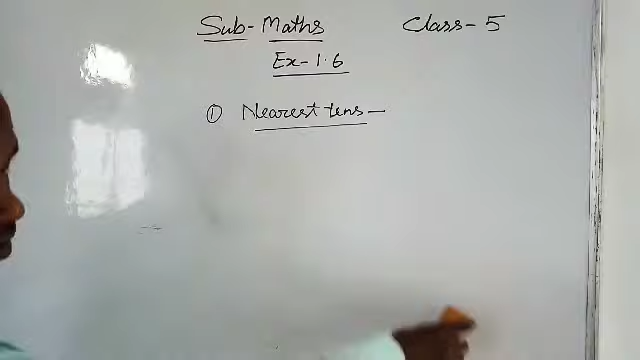 Sub- Maths Class- 5
Ex- 1.6
① Nearest tens —